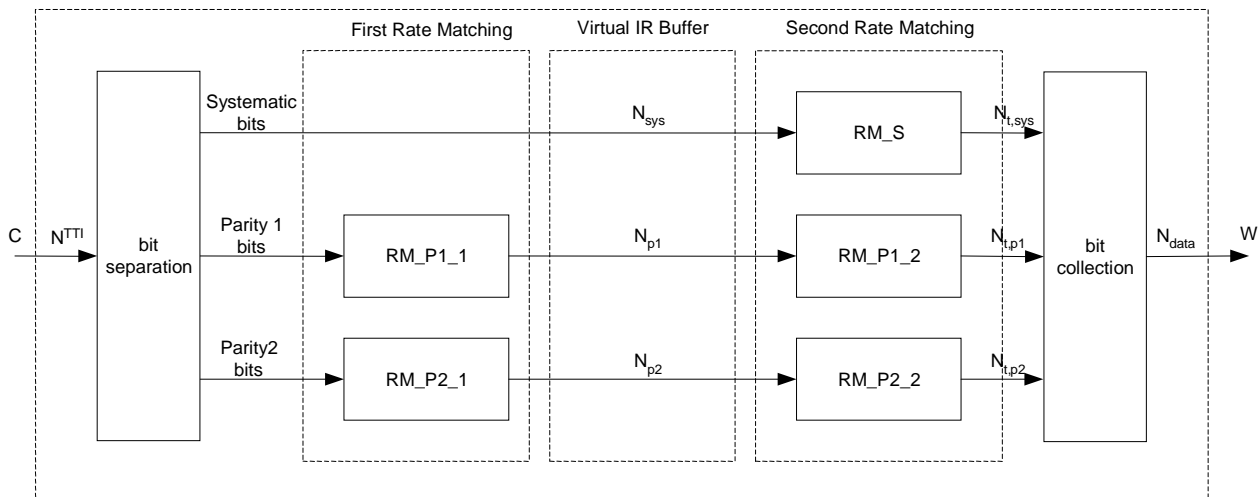 First Rate Matching
Virtual IR Buffer
Second Rate Matching
Systematic
bits
N_sys
RM_S
N_t,sys
C
N^TTI
bit
separation
Parity 1
bits
RM_P1_1
N_p1
RM_P1_2
N_t,p1
bit
collection
N_data
W
Parity2
bits
RM_P2_1
N_p2
RM_P2_2
N_t,p2